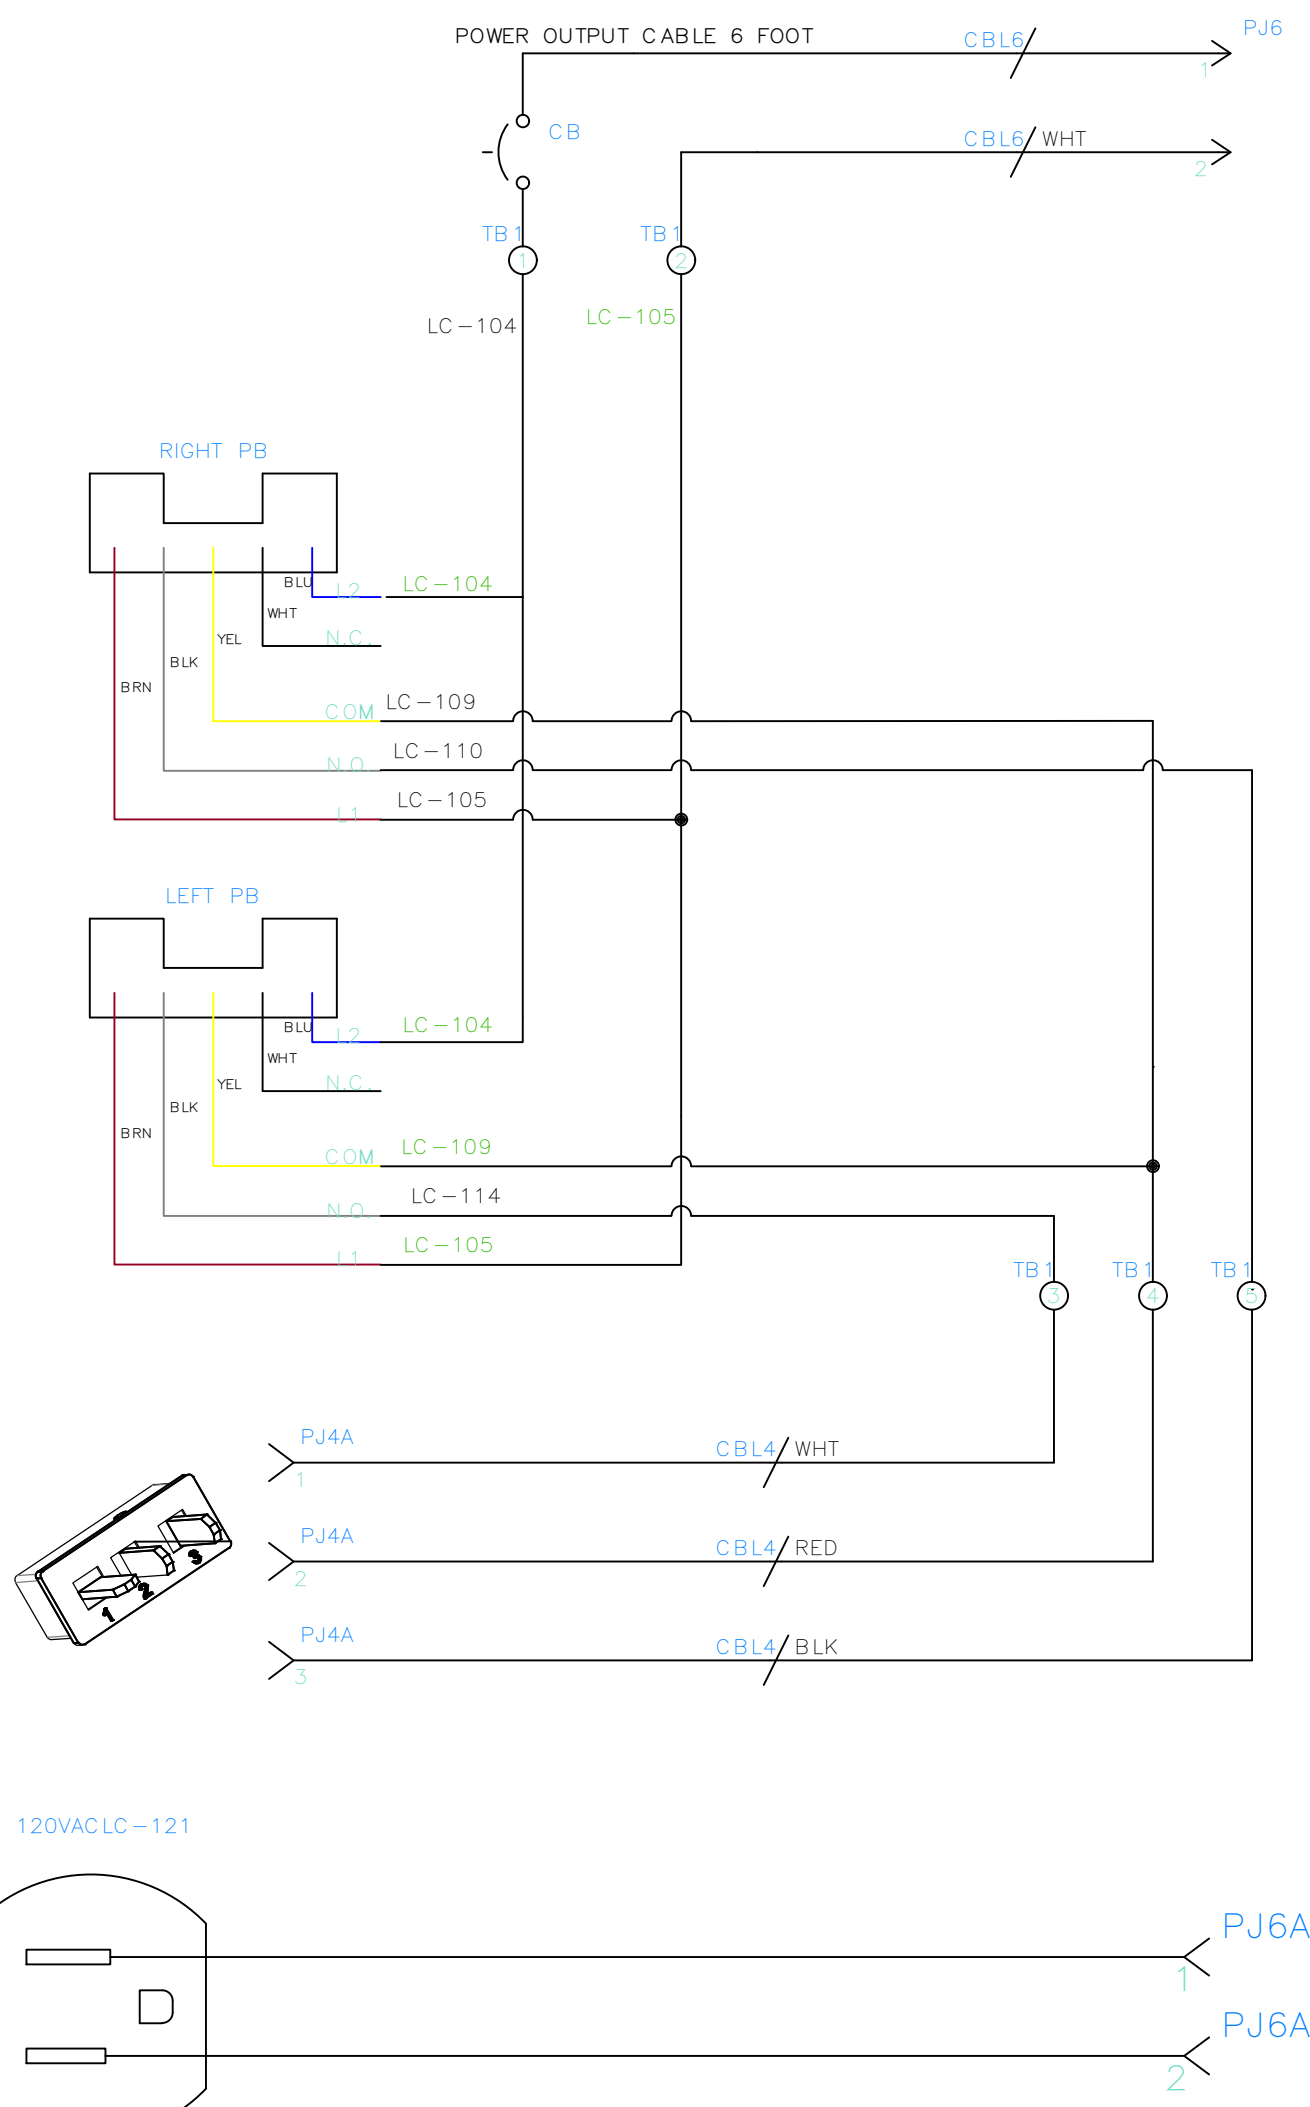 POWER OUTPUT CABLE 6 FOOT
CBL6
PJ6
1
CB
CBL6 WHT
2
TB1 TB1
1 2
LC-104 LC-105
RIGHT PB
BLU L2 LC-104
WHT
N.C.
YEL
BLK
BRN
COM LC-109
N.O. LC-110
L1 LC-105
LEFT PB
BLU L2 LC-104
WHT
N.C.
YEL
BLK
BRN
COM LC-109
N.O. LC-114
L1 LC-105
TB1 TB1 TB1
3 4 5
PJ4A CBL4 WHT
1
PJ4A CBL4 RED
2
PJ4A CBL4 BLK
3
1 2 3
120VACLC-121
PJ6A
1
PJ6A
2